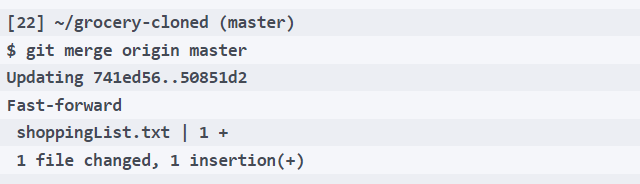 [22] ~/grocery-cloned (master)
$ git merge origin master
Updating 741ed56..50851d2
Fast-forward
 shoppingList.txt | 1 +
 1 file changed, 1 insertion(+)